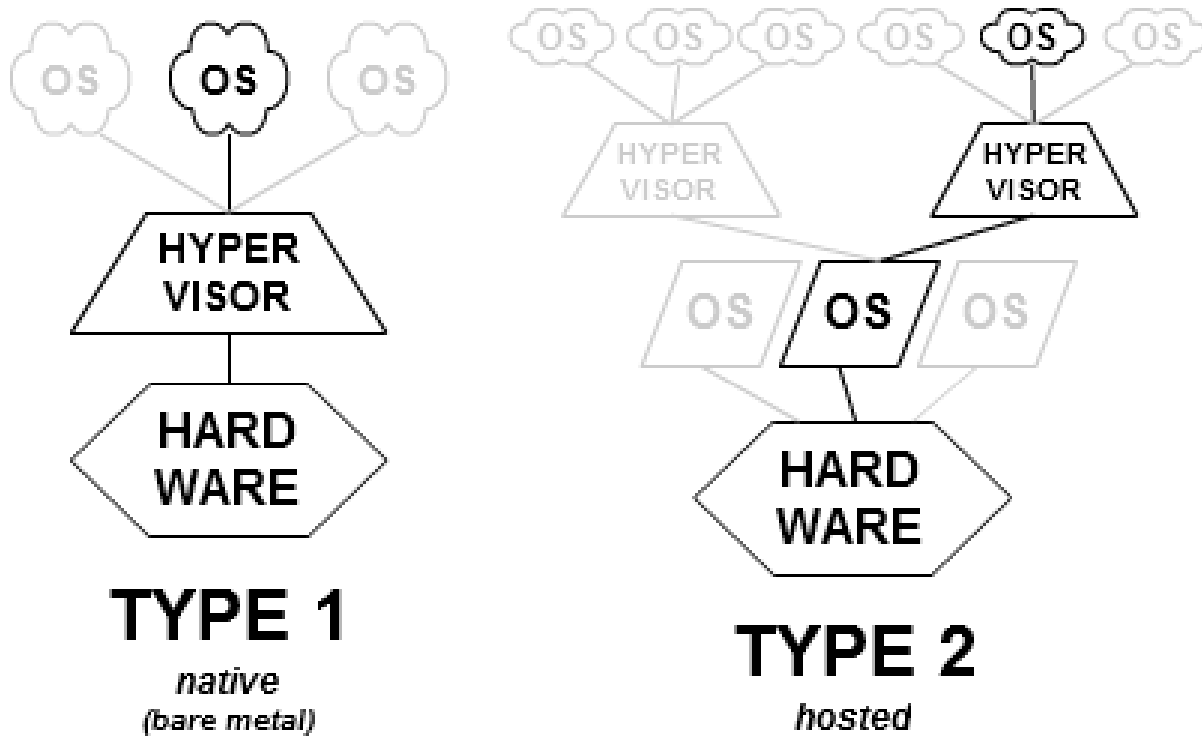 OS OS OS
HYPER
VISOR
HARD
WARE
TYPE 1
native
(bare metal)
OS OS OS OS OS OS
HYPER HYPER
VISOR VISOR
OS OS OS
HARD
WARE
TYPE 2
hosted